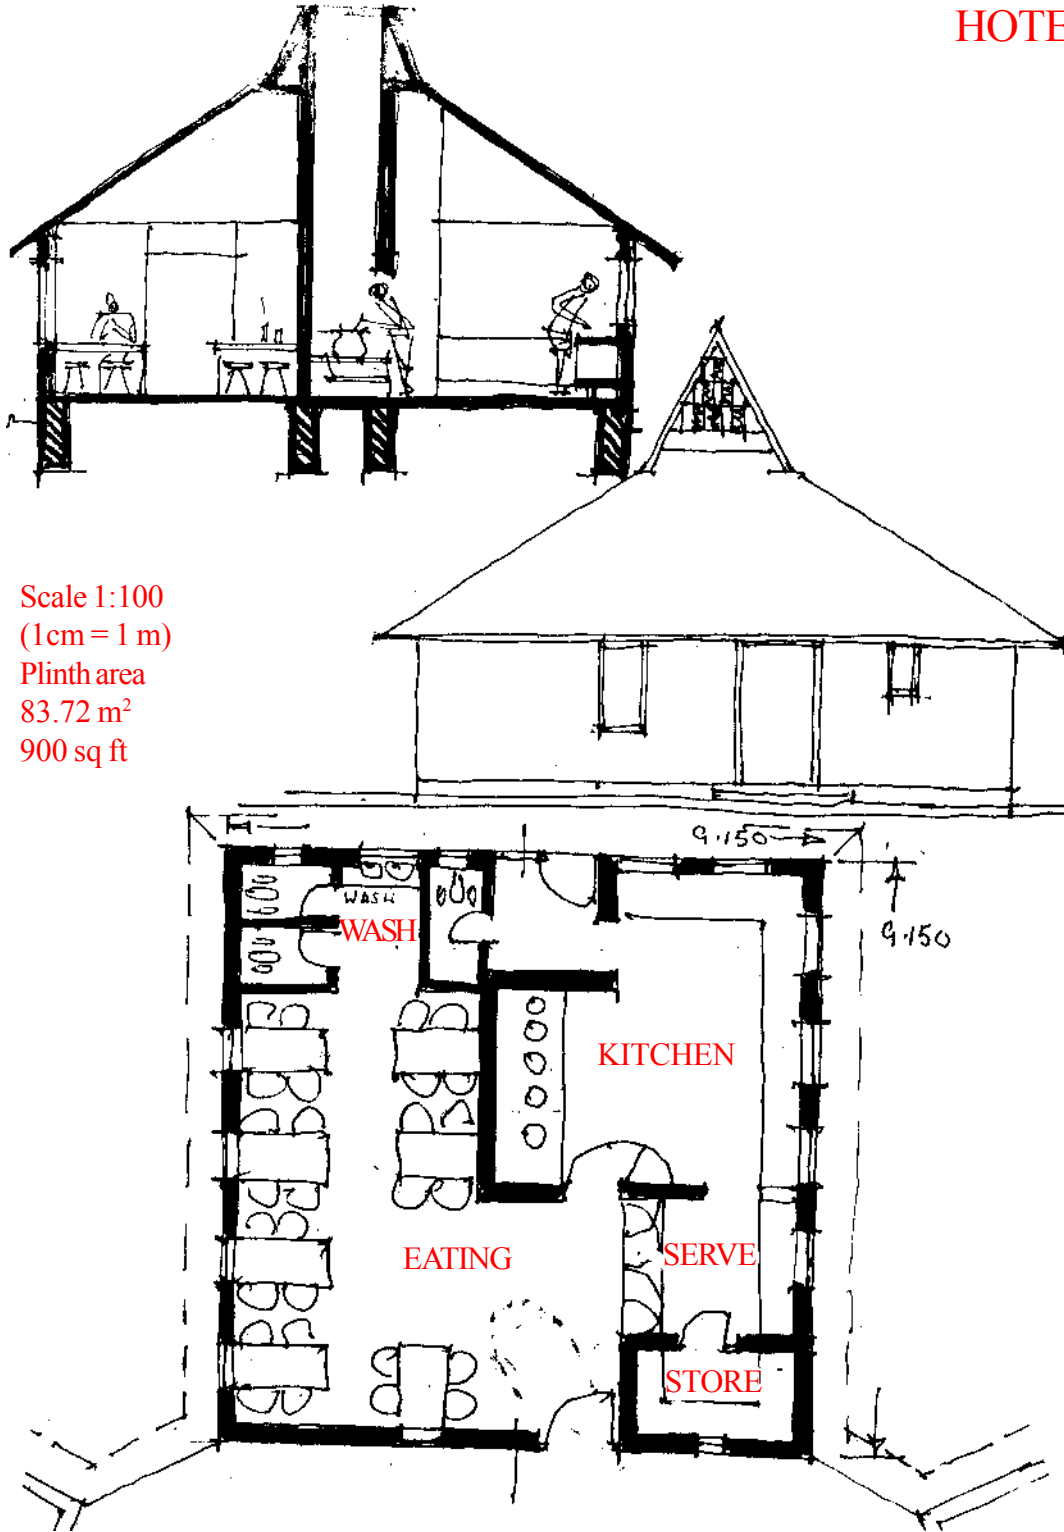 HOTE
Scale 1:100
(1cm = 1 m)
Plinth area
83.72 m²
900 sq ft
9.150
9.150
WASH
WASH
KITCHEN
EATING
SERVE
STORE